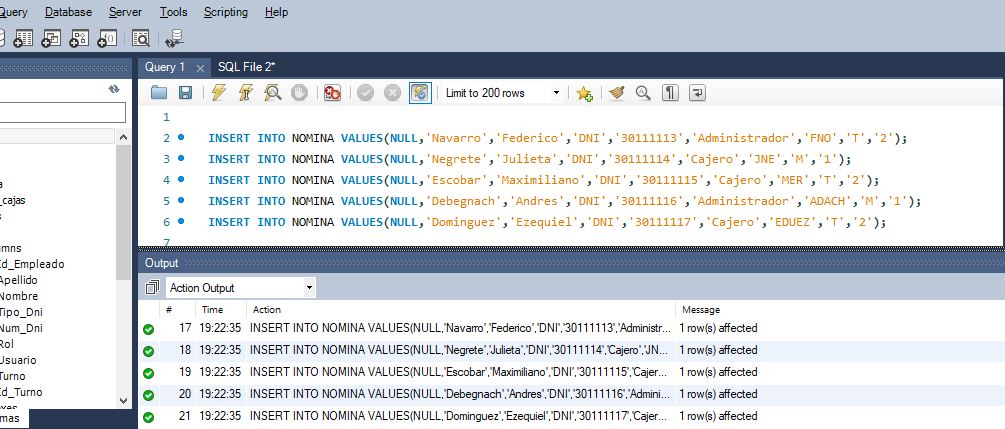 Query Database Server Tools Scripting Help
Query 1 × SQL File 2*
Limit to 200 rows
1
2 INSERT INTO NOMINA VALUES(NULL,'Navarro','Federico','DNI','30111113','Administrador','FNO','T','2');
3 INSERT INTO NOMINA VALUES(NULL,'Negrete','Julieta','DNI','30111114','Cajero','JNE','M','1');
4 INSERT INTO NOMINA VALUES(NULL,'Escobar','Maximiliano','DNI','30111115','Cajero','MER','T','2');
5 INSERT INTO NOMINA VALUES(NULL,'Debegnach','Andres','DNI','30111116','Administrador','ADACH','M','1');
6 INSERT INTO NOMINA VALUES(NULL,'Dominguez','Ezequiel','DNI','30111117','Cajero','EDUEZ','T','2');
7
_cajas
umns
Id_Empleado
Apellido
Nombre
Tipo_Dni
Num_Dni
Rol
Usuario
Turno
Id_Turno
mas
Output
Action Output
# Time Action Message
17 19:22:35 INSERT INTO NOMINA VALUES(NULL,'Navarro','Federico','DNI','30111113','Administr... 1 row(s) affected
18 19:22:35 INSERT INTO NOMINA VALUES(NULL,'Negrete','Julieta','DNI','30111114','Cajero','JN... 1 row(s) affected
19 19:22:35 INSERT INTO NOMINA VALUES(NULL,'Escobar','Maximiliano','DNI','30111115','Cajer... 1 row(s) affected
20 19:22:35 INSERT INTO NOMINA VALUES(NULL,'Debegnach','Andres','DNI','30111116','Admini... 1 row(s) affected
21 19:22:35 INSERT INTO NOMINA VALUES(NULL,'Dominguez','Ezequiel','DNI','30111117','Cajer... 1 row(s) affected